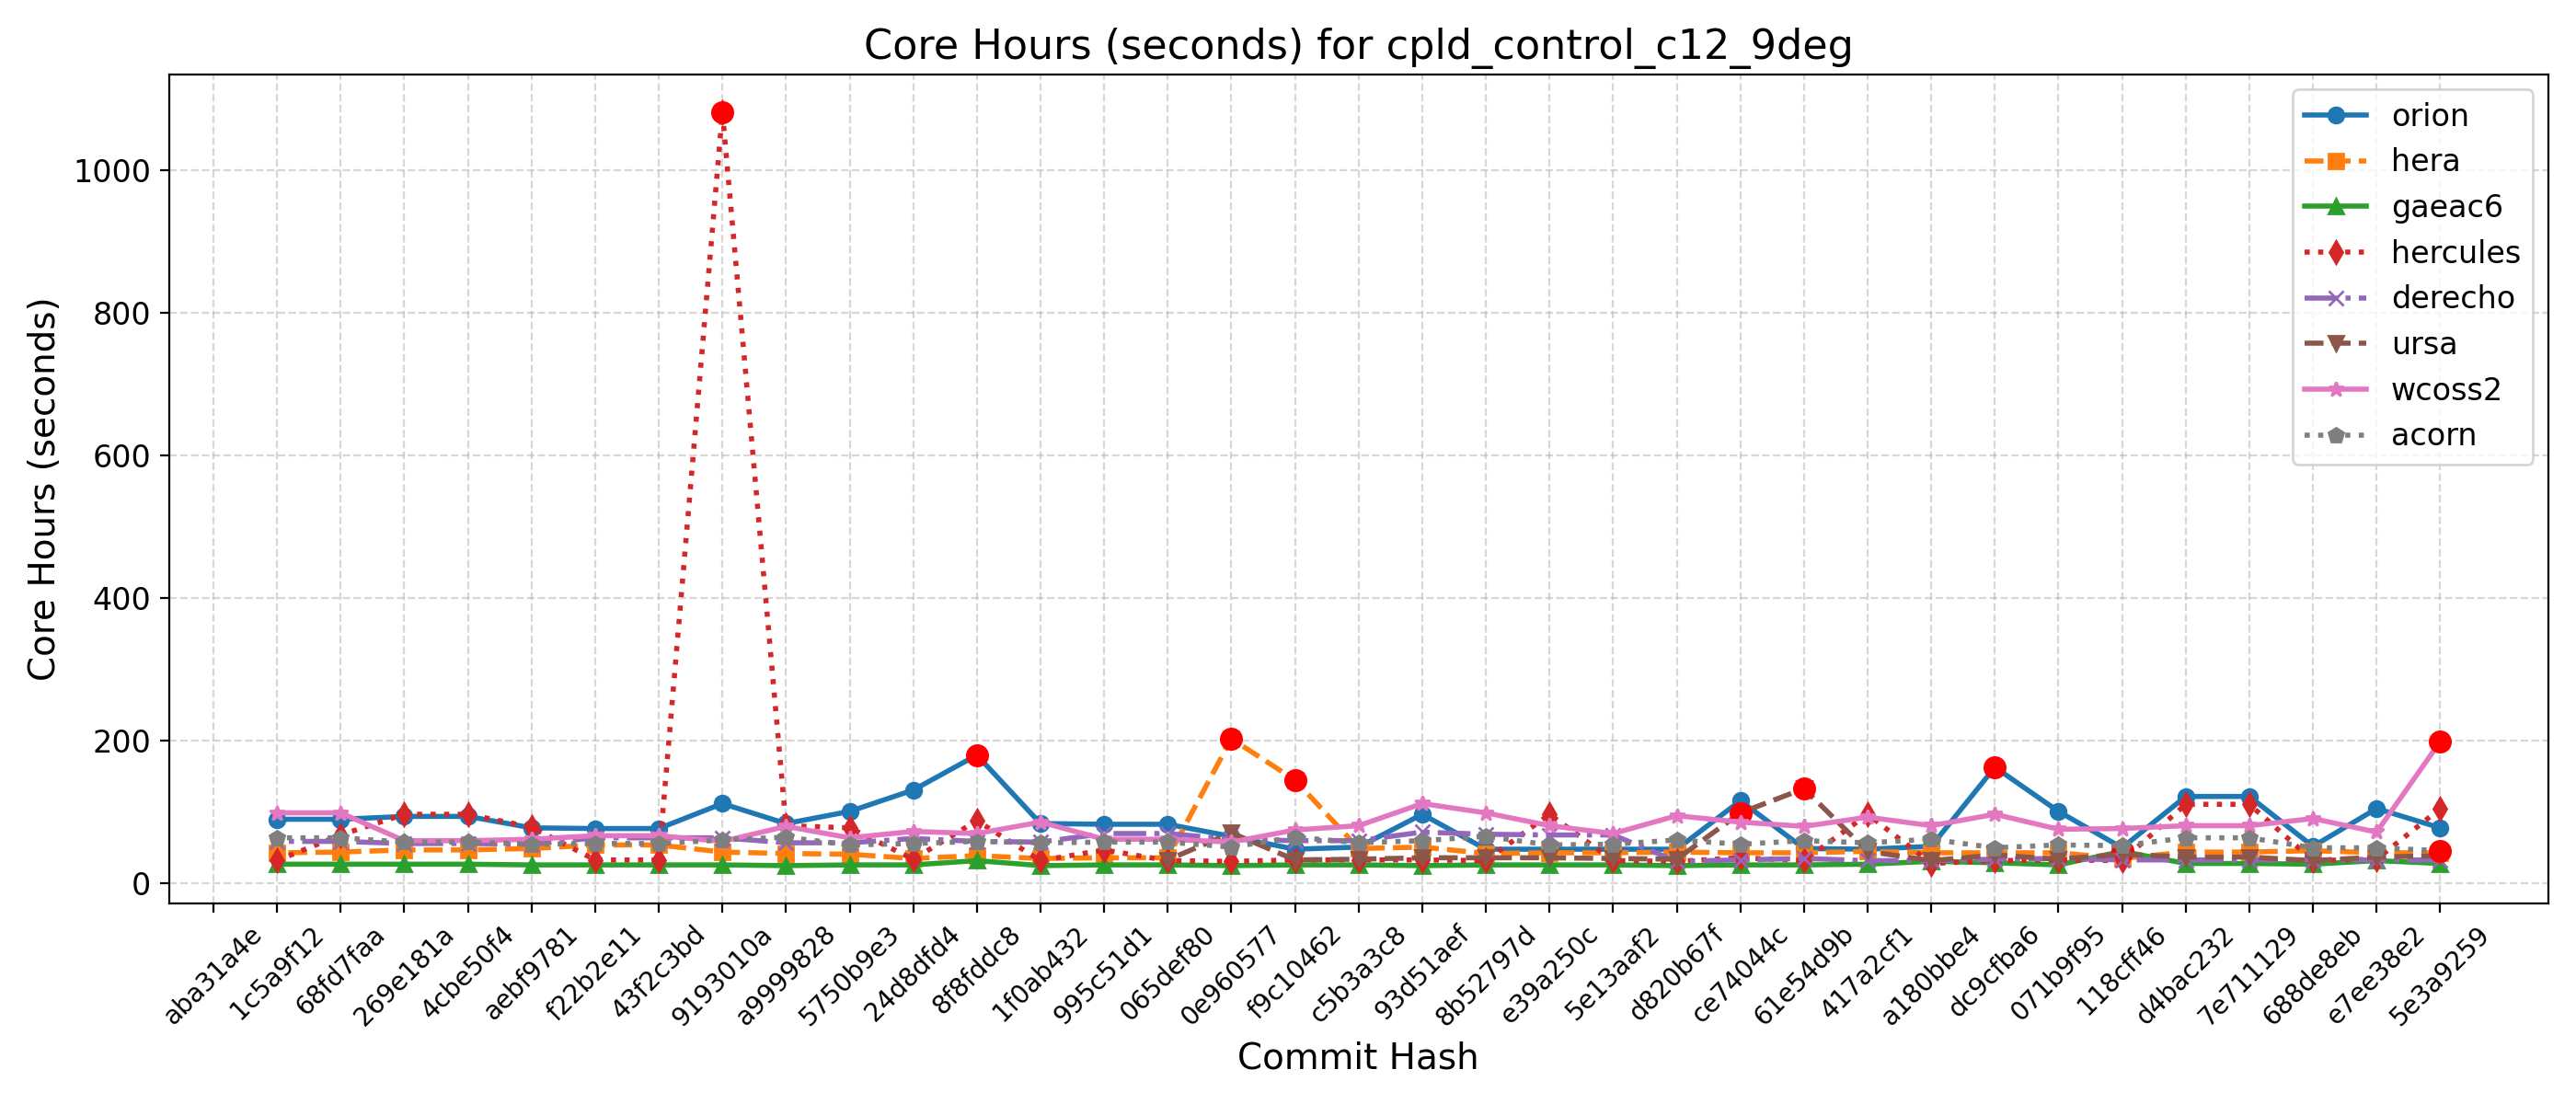 Core Hours (seconds) for cpld_control_c12_9deg
Core Hours (seconds)
1000
800
600
400
200
0
orion
hera
gaeac6
hercules
derecho
ursa
wcoss2
acorn
aba31a4e
1c5a9f12
68fd7faa
269e181a
4cbe50f4
aebf9781
f22b2e11
43f2c3bd
9193010a
a9999828
5750b9e3
24d8dfd4
8f8fddc8
1f0ab432
995c51d1
065def80
0e960577
f9c10462
c5b3a3c8
93d51aef
8b52797d
e39a250c
5e13aaf2
d820b67f
ce74044c
61e54d9b
417a2cf1
a180bbe4
dc9cfba6
071b9f95
118cff46
d4bac232
7e711129
688de8eb
e7ee38e2
5e3a9259
Commit Hash